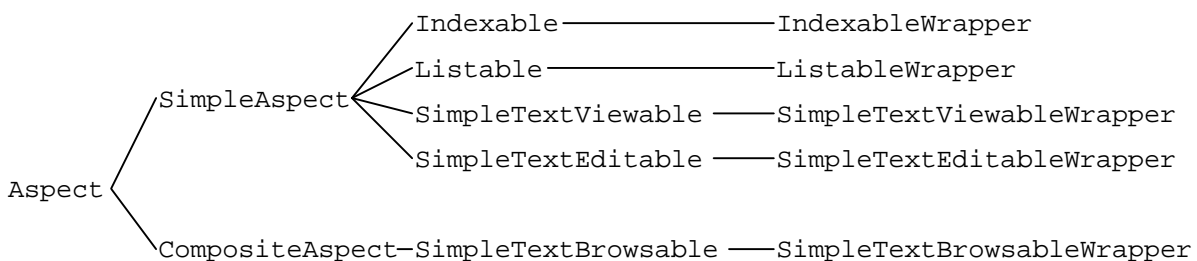 Indexable IndexableWrapper
Listable ListableWrapper
SimpleAspect
SimpleTextViewable SimpleTextViewableWrapper
SimpleTextEditable SimpleTextEditableWrapper
Aspect
CompositeAspect SimpleTextBrowsable SimpleTextBrowsableWrapper